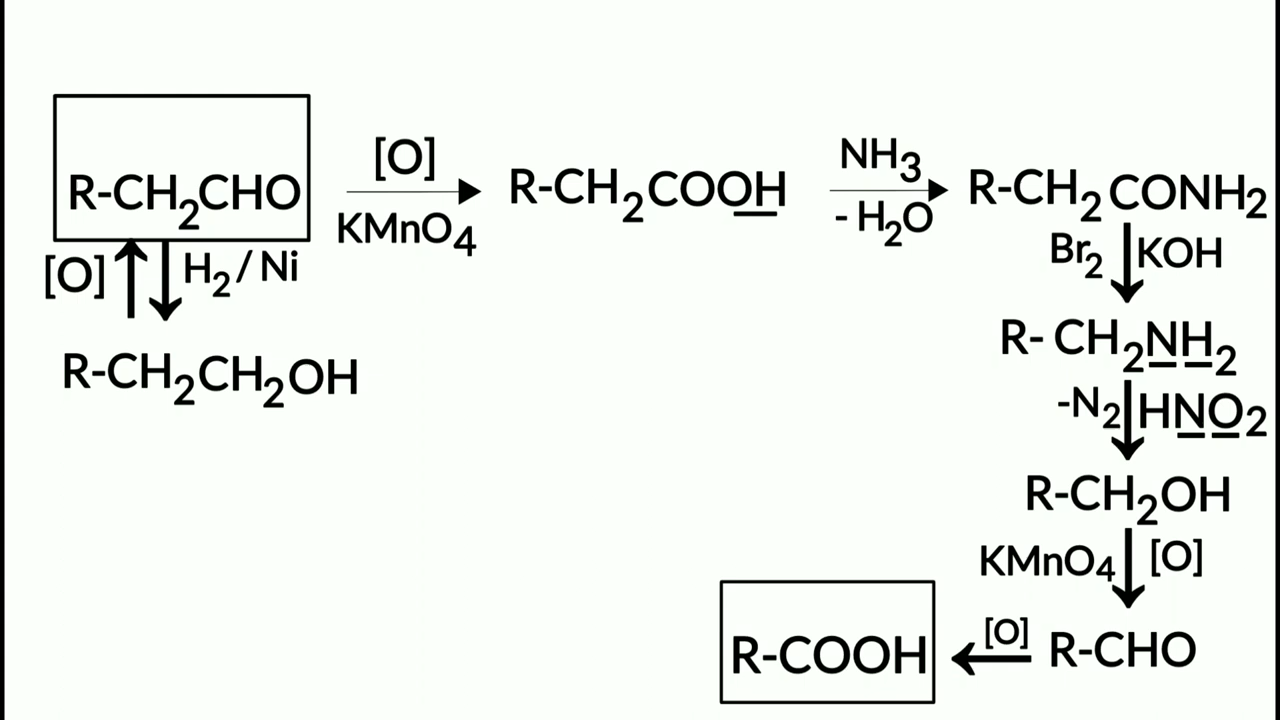 R-CH₂CHO [O] KMnO₄ R-CH₂COOH NH₃ - H₂O R-CH₂CONH₂
[O] H₂ / Ni Br₂ KOH
R-CH₂CH₂OH R- CH₂NH₂
-N₂ HNO₂
R-CH₂OH
KMnO₄ [O]
R-COOH [O] R-CHO